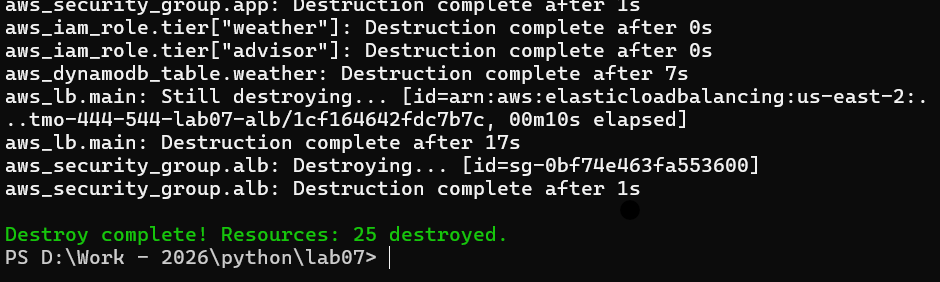 aws_security_group.app: Destruction complete after 1s
aws_iam_role.tier["weather"]: Destruction complete after 0s
aws_iam_role.tier["advisor"]: Destruction complete after 0s
aws_dynamodb_table.weather: Destruction complete after 7s
aws_lb.main: Still destroying... [id=arn:aws:elasticloadbalancing:us-east-2:.
..tmo-444-544-lab07-alb/1cf164642fdc7b7c, 00m10s elapsed]
aws_lb.main: Destruction complete after 17s
aws_security_group.alb: Destroying... [id=sg-0bf74e463fa553600]
aws_security_group.alb: Destruction complete after 1s
Destroy complete! Resources: 25 destroyed.
PS D:\Work - 2026\python\lab07>